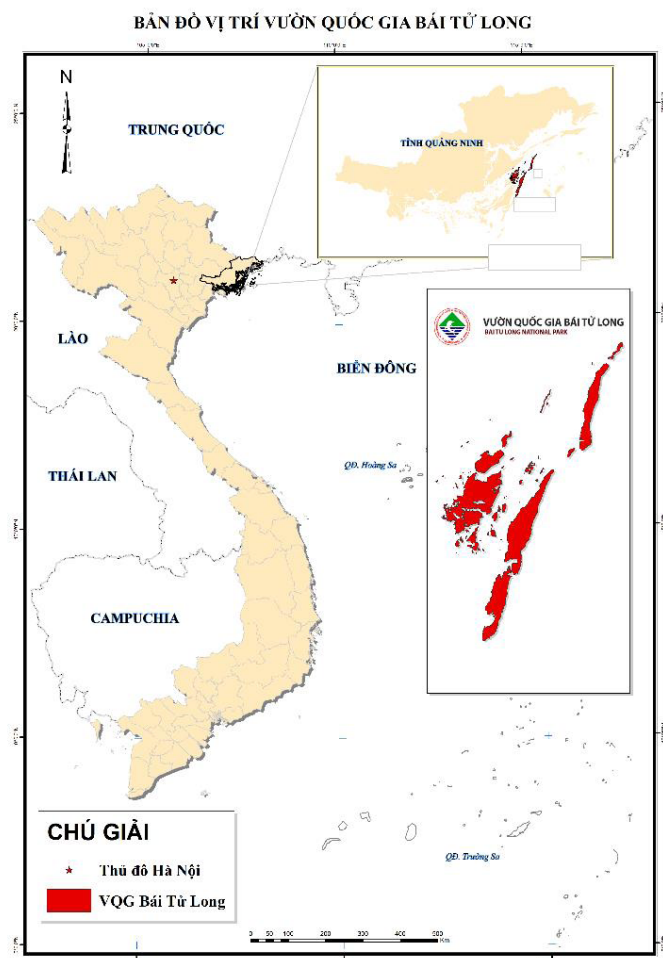 BẢN ĐỒ VỊ TRÍ VƯỜN QUỐC GIA BÁI TỬ LONG
N
TRUNG QUỐC
TỈNH QUẢNG NINH
LÀO
BIỂN ĐÔNG
VƯỜN QUỐC GIA BÁI TỬ LONG
BAI TU LONG NATIONAL PARK
THÁI LAN
QĐ. Hoàng Sa
CAMPUCHIA
QĐ. Trường Sa
CHÚ GIẢI
Thủ đô Hà Nội
VQG Bái Tử Long
0 50 100 200 300 400 500
Km